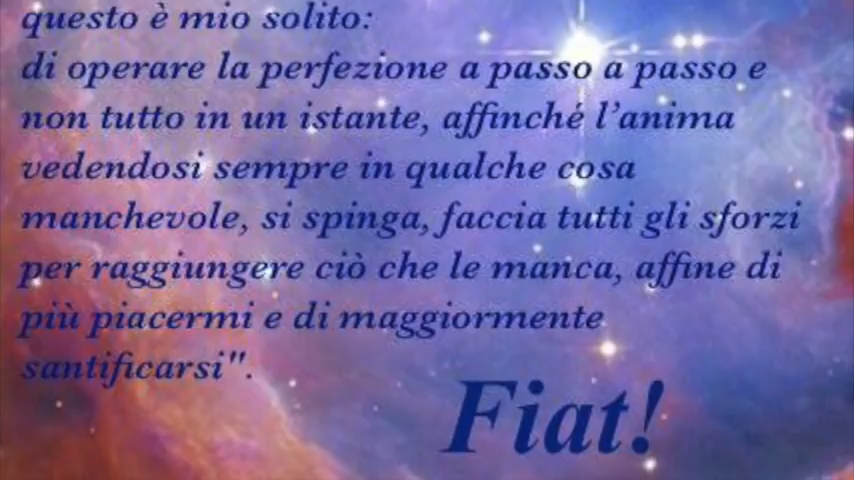 questo è mio solito:
di operare la perfezione a passo a passo e
non tutto in un istante, affinché l’anima
vedendosi sempre in qualche cosa
manchevole, si spinga, faccia tutti gli sforzi
per raggiungere ciò che le manca, affine di
più piacermi e di maggiormente
santificarsi".
Fiat!